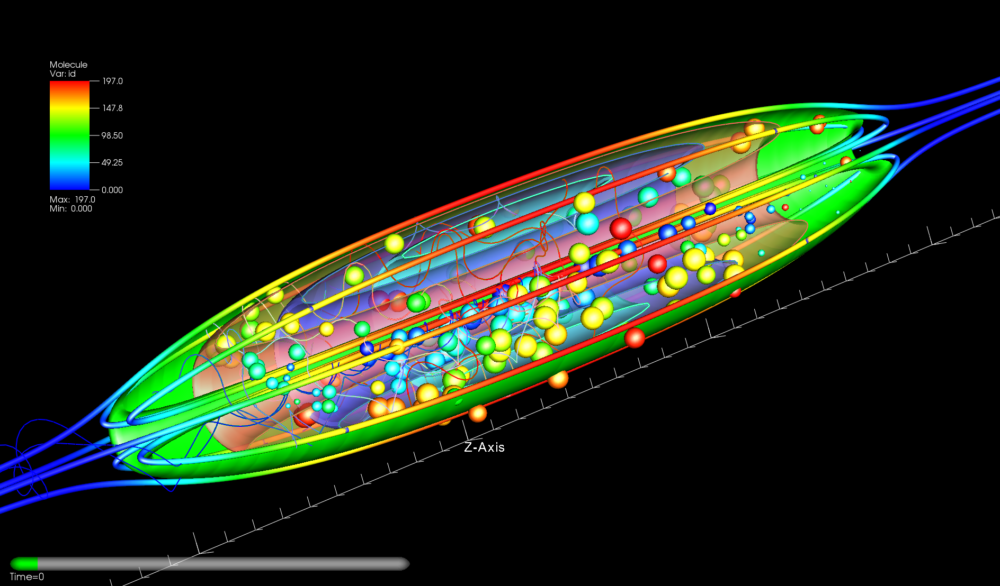 Molecule
Var: id
197.0
147.8
98.50
49.25
0.000
Max: 197.0
Min: 0.000
Z-Axis
Time=0